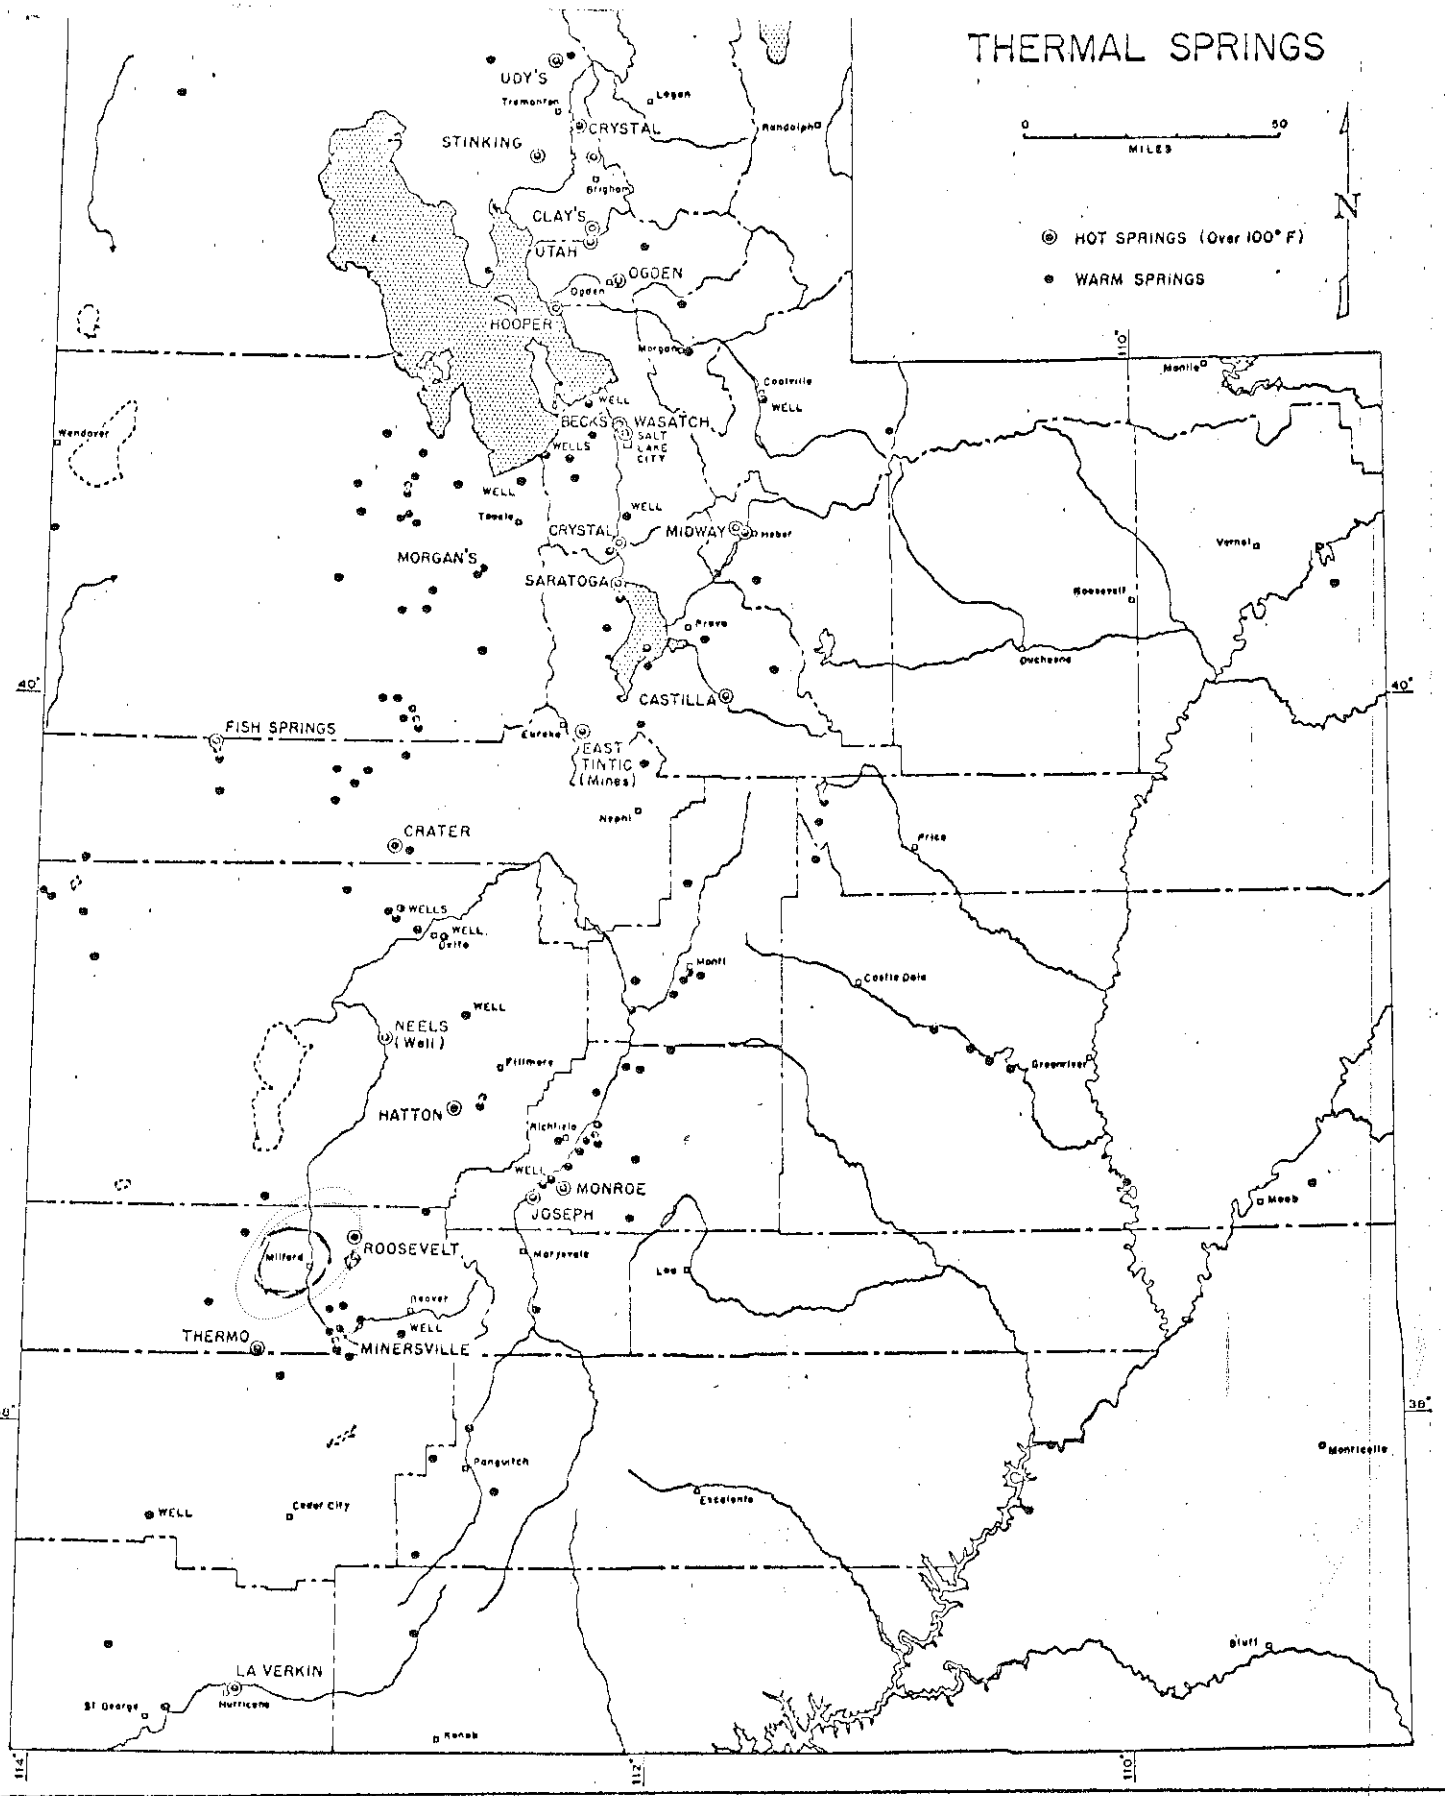 THERMAL SPRINGS
0 50
MILES
N
HOT SPRINGS (Over 100° F)
WARM SPRINGS
UDY'S
Tremonton
Logan
CRYSTAL
Randolph
STINKING
Brigham
CLAY'S
UTAH
OGDEN
Ogden
HOOPER
Morgan
110°
Manila
Coalville
WELL
WELL
BECKS
WASATCH
SALT
LAKE
CITY
Wendover
WELLS
WELL
WELL
Tooele
CRYSTAL
MIDWAY
Heber
Vernal
MORGAN'S
SARATOGA
Roosevelt
Provo
Duchesne
40°
40°
CASTILLA
FISH SPRINGS
Eureka
EAST
TINTIC
(Mines)
Nephi
CRATER
Price
WELLS
WELL
Delta
Manti
Castle Dale
WELL
NEELS
(Well)
Fillmore
Greenriver
HATTON
Richfield
WELL
MONROE
JOSEPH
Moab
ROOSEVELT
Milford
Marysvale
Loa
Beaver
THERMO
WELL
MINERSVILLE
38°
38°
Monticello
Panguitch
Escalante
WELL
Cedar City
Bluff
LA VERKIN
Hurricane
St George
Kanab
114°
112°
110°